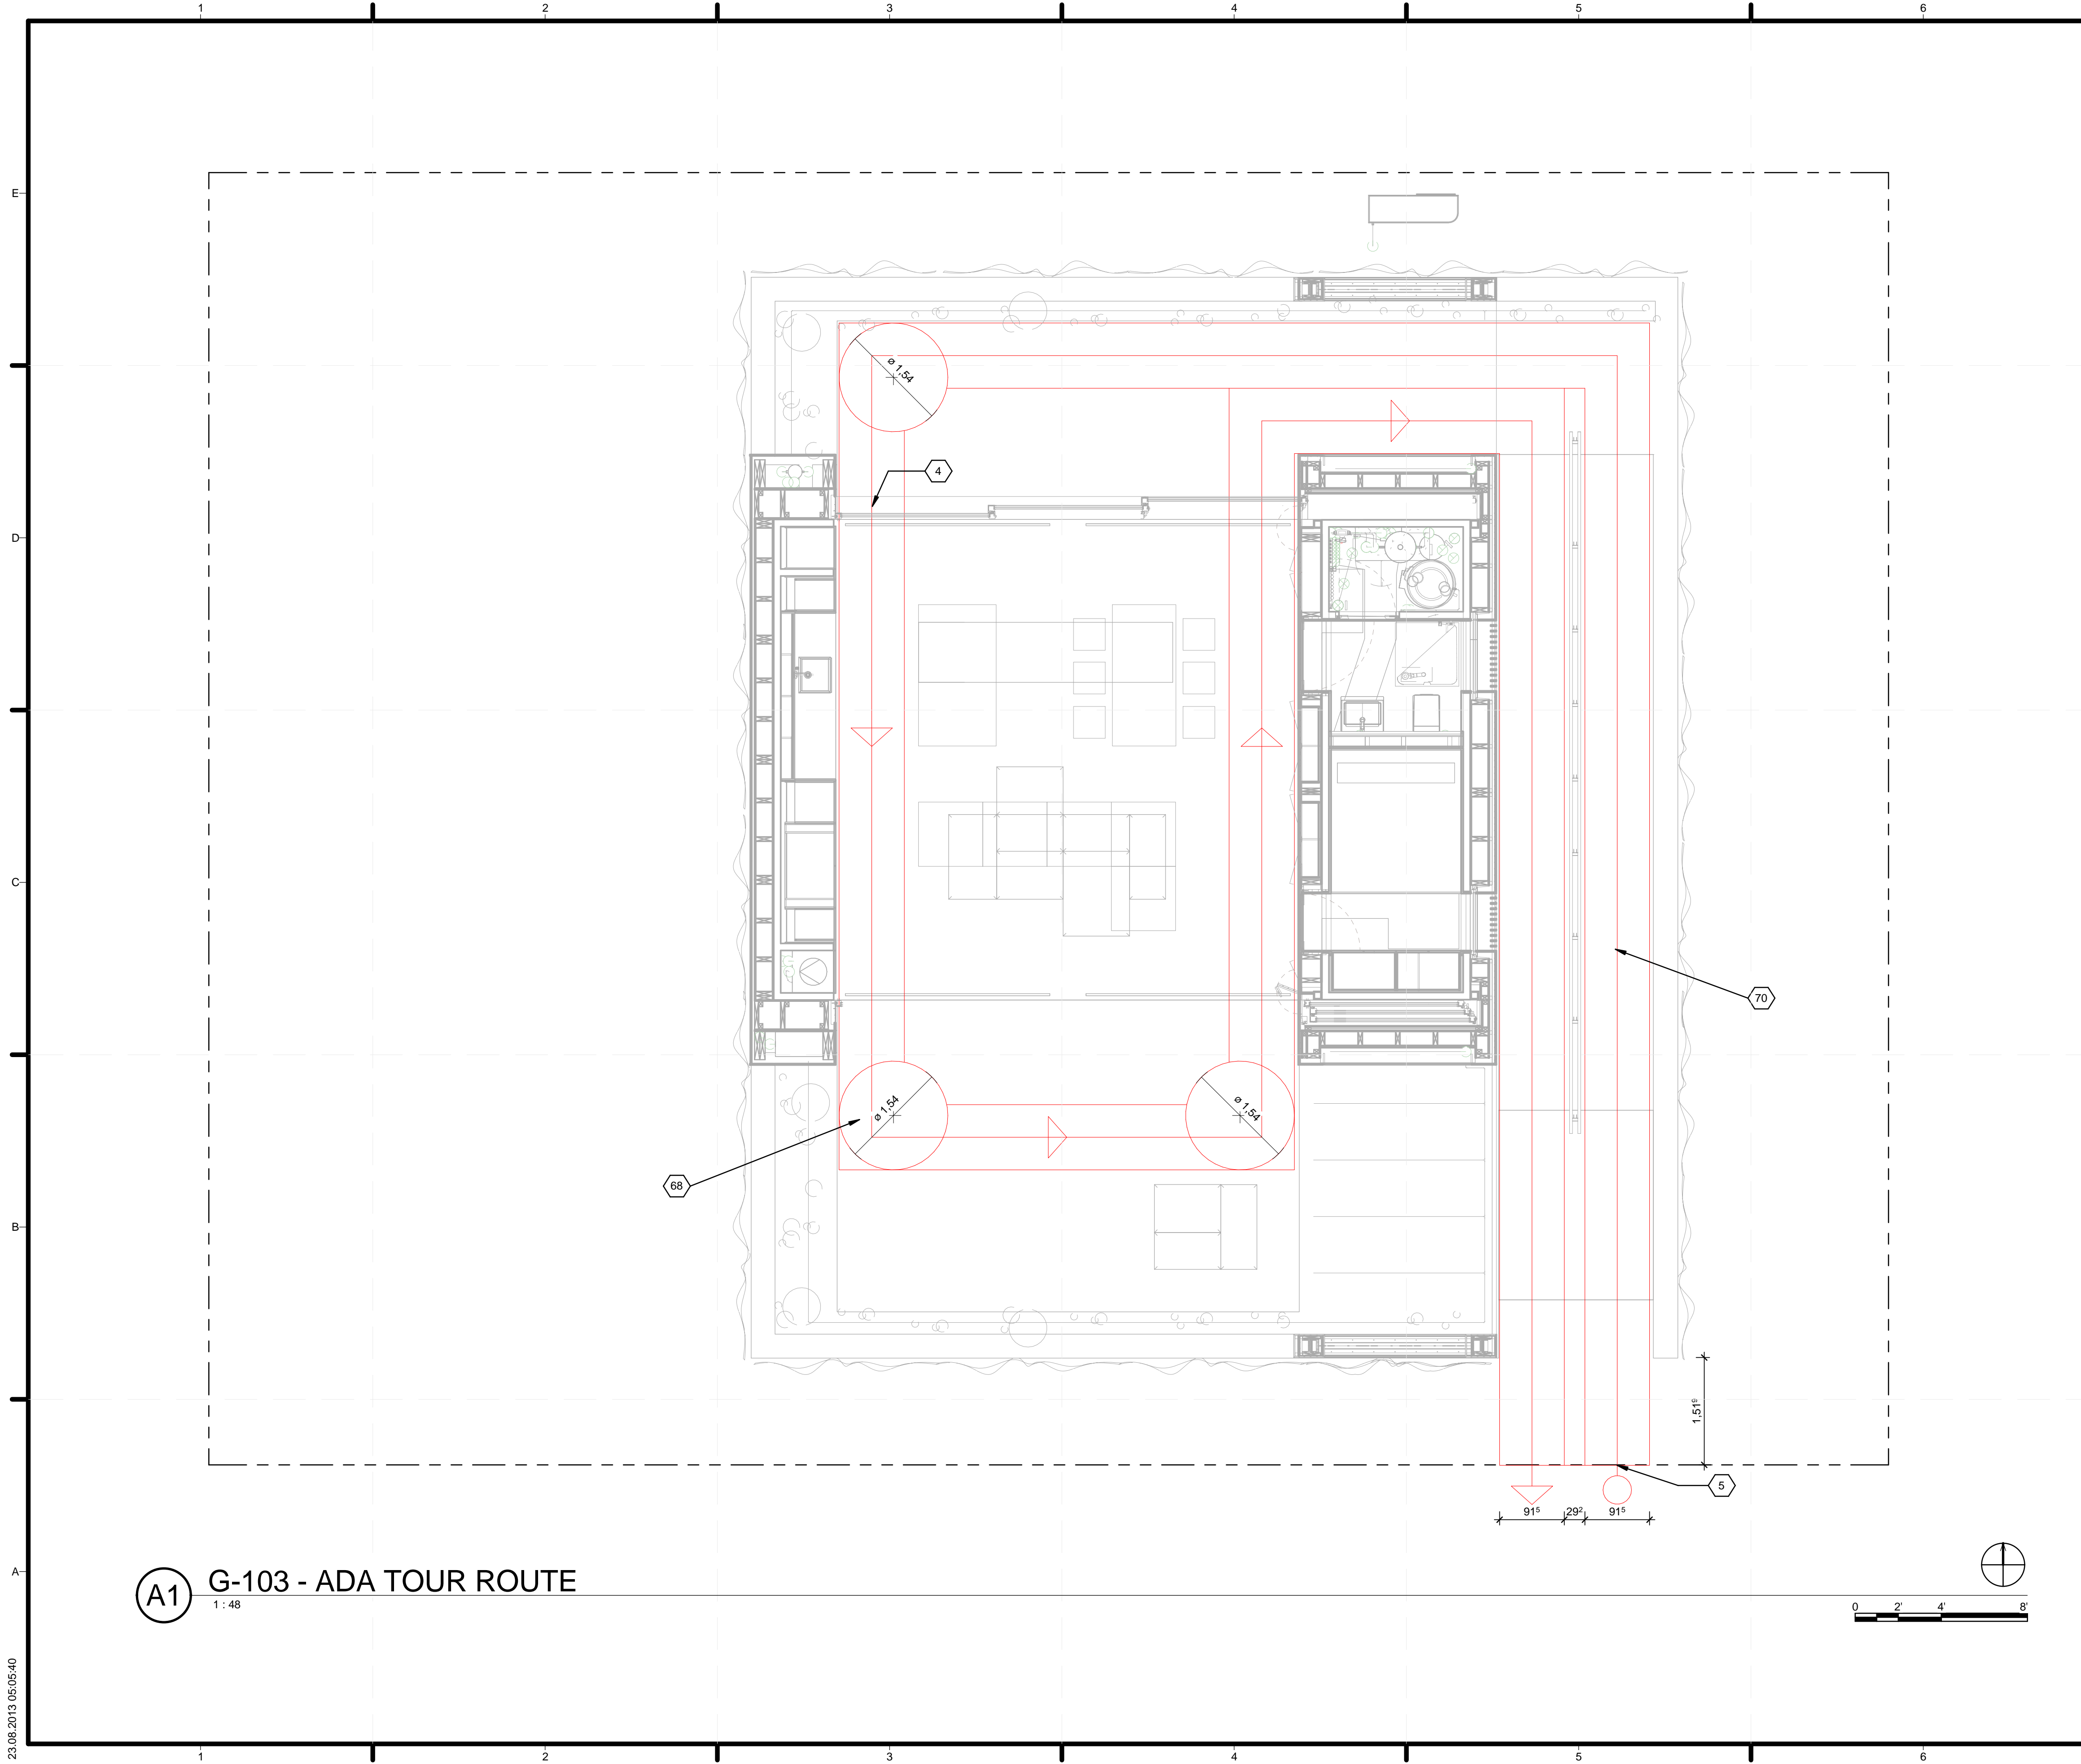 1 2 3 4 5 6
E
ø 1,54
4
D
70
C
ø 1,54
ø 1,54
68
B
1,51⁹
5
91⁵ 29² 91⁵
A
A1 G-103 - ADA TOUR ROUTE
1 : 48
0 2' 4' 8'
23.08.2013 05:05:40
1 2 3 4 5 6